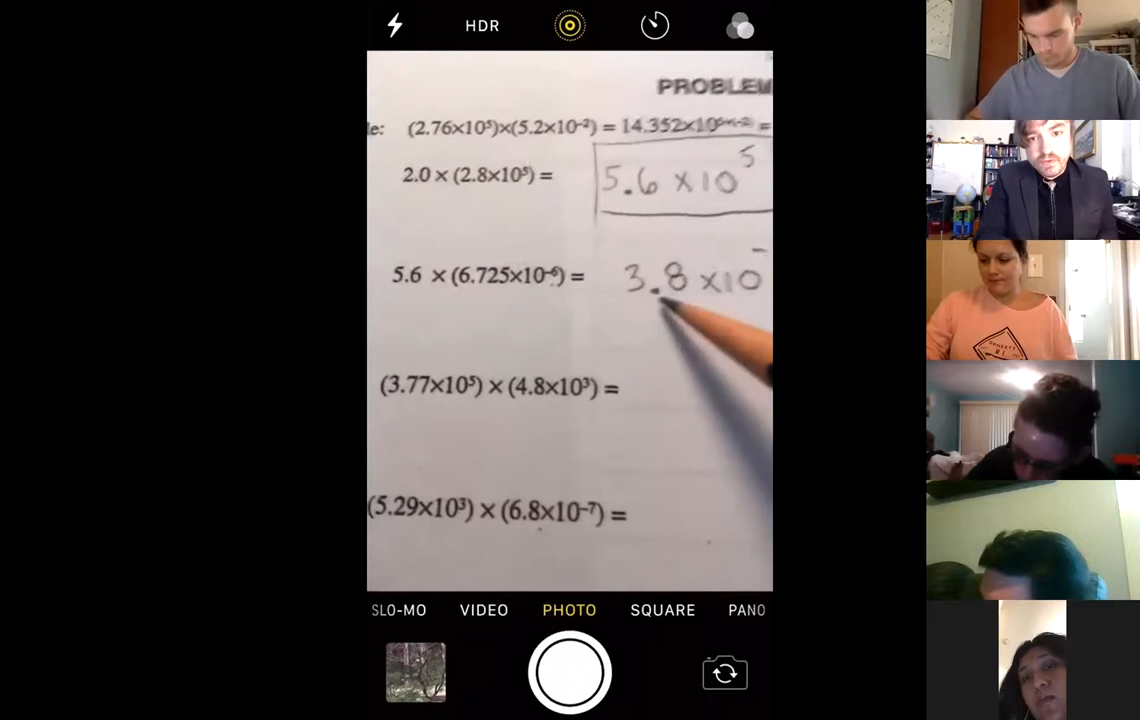 HDR
PROBLEM
le: (2.76×10⁵)×(5.2×10⁻²) = 14.352×10 =
2.0 × (2.8×10⁵) = 5.6 ×10⁵
5.6 × (6.725×10⁻⁶) = 3.8 ×10⁻
(3.77×10⁵) × (4.8×10³) =
(5.29×10³) × (6.8×10⁻⁷) =
SLO-MO VIDEO PHOTO SQUARE PANO